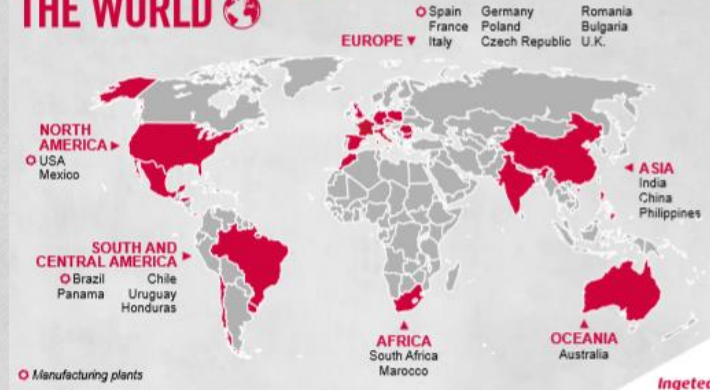 THE WORLD
EUROPE
Spain Germany Romania
France Poland Bulgaria
Italy Czech Republic U.K.
NORTH
AMERICA
USA
Mexico
ASIA
India
China
Philippines
SOUTH AND
CENTRAL AMERICA
Brazil Chile
Panama Uruguay
Honduras
AFRICA
South Africa
Marocco
OCEANIA
Australia
Manufacturing plants